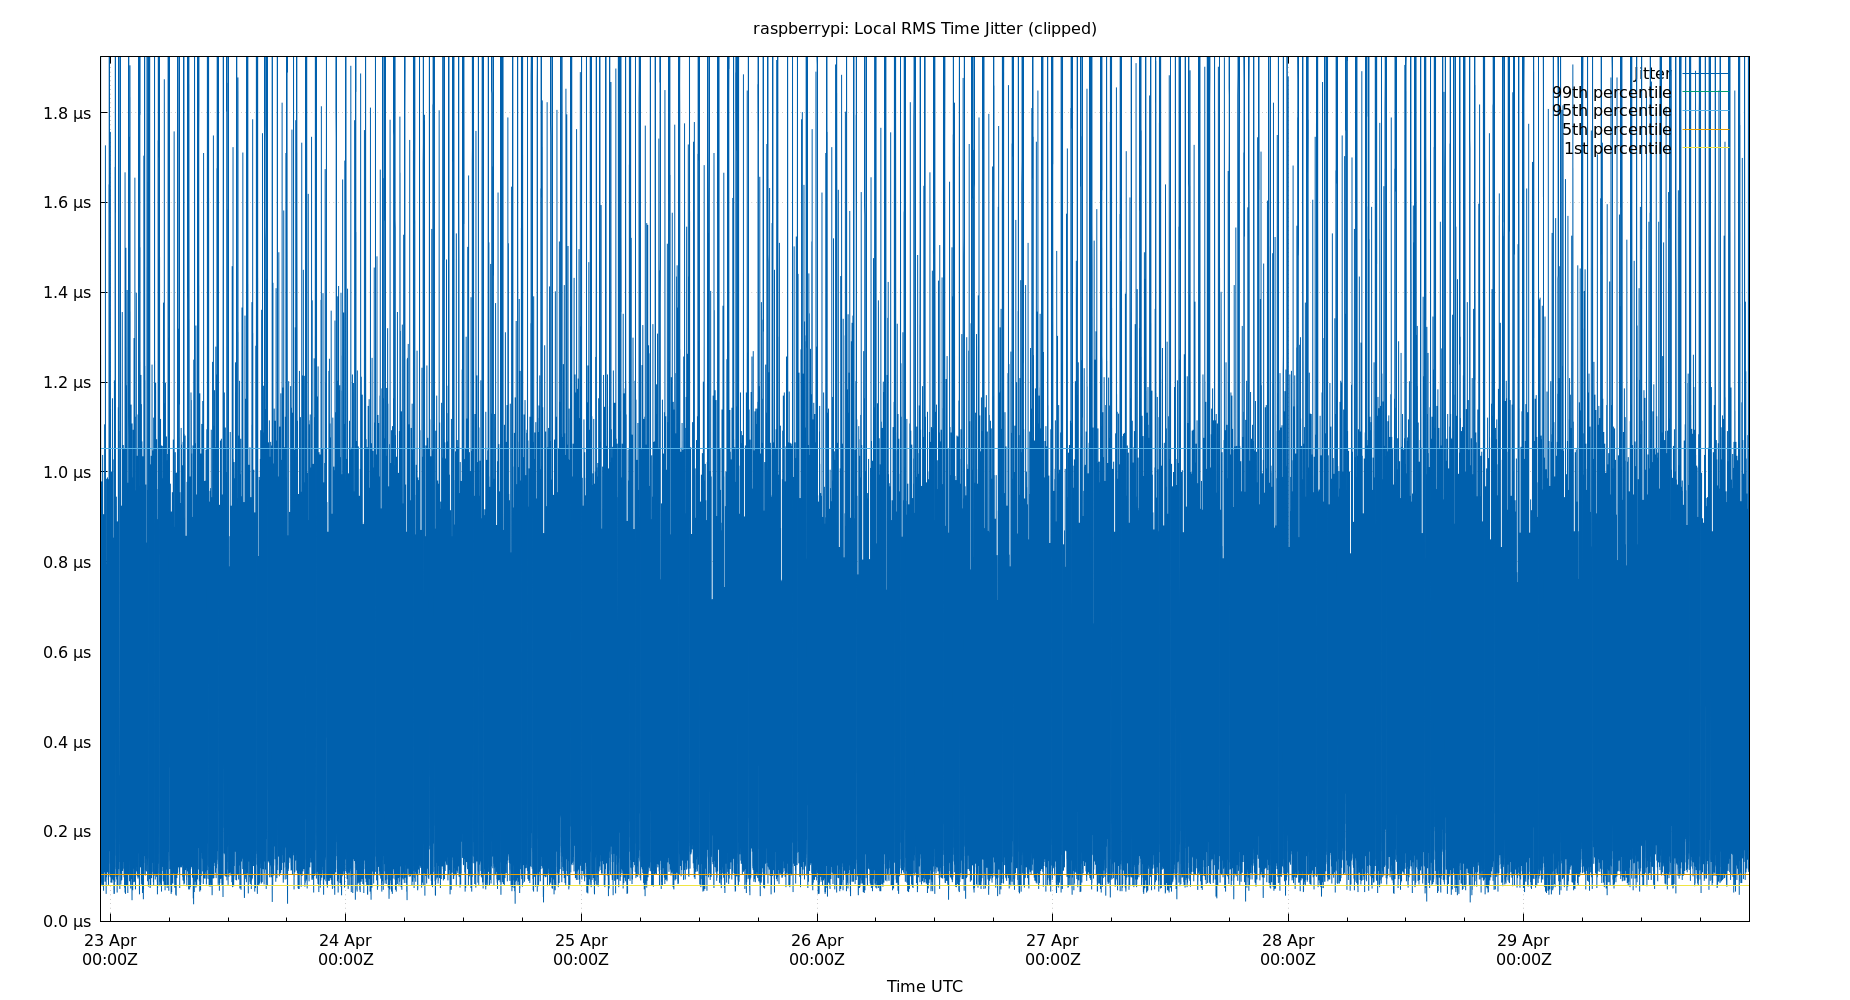 raspberrypi: Local RMS Time Jitter (clipped)
jitter
99th percentile
95th percentile
5th percentile
1st percentile
1.8 µs
1.6 µs
1.4 µs
1.2 µs
1.0 µs
0.8 µs
0.6 µs
0.4 µs
0.2 µs
0.0 µs
23 Apr 24 Apr 25 Apr 26 Apr 27 Apr 28 Apr 29 Apr
00:00Z 00:00Z 00:00Z 00:00Z 00:00Z 00:00Z 00:00Z
Time UTC